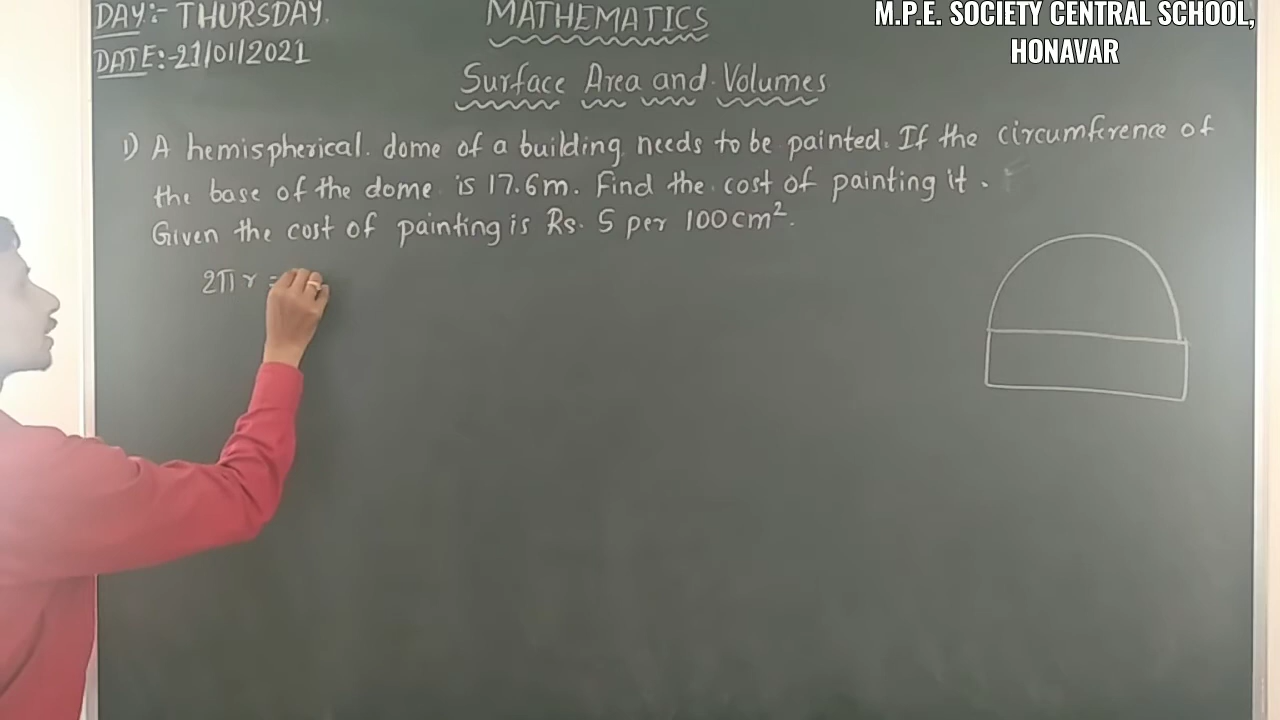 DAY:- THURSDAY.
DATE:-21/01/2021
MATHEMATICS
M.P.E. SOCIETY CENTRAL SCHOOL,
HONAVAR
Surface Area and Volumes
1) A hemispherical dome of a building needs to be painted. If the circumference of
the base of the dome is 17.6m. Find the cost of painting it.
Given the cost of painting is Rs. 5 per 100cm².
2πr =